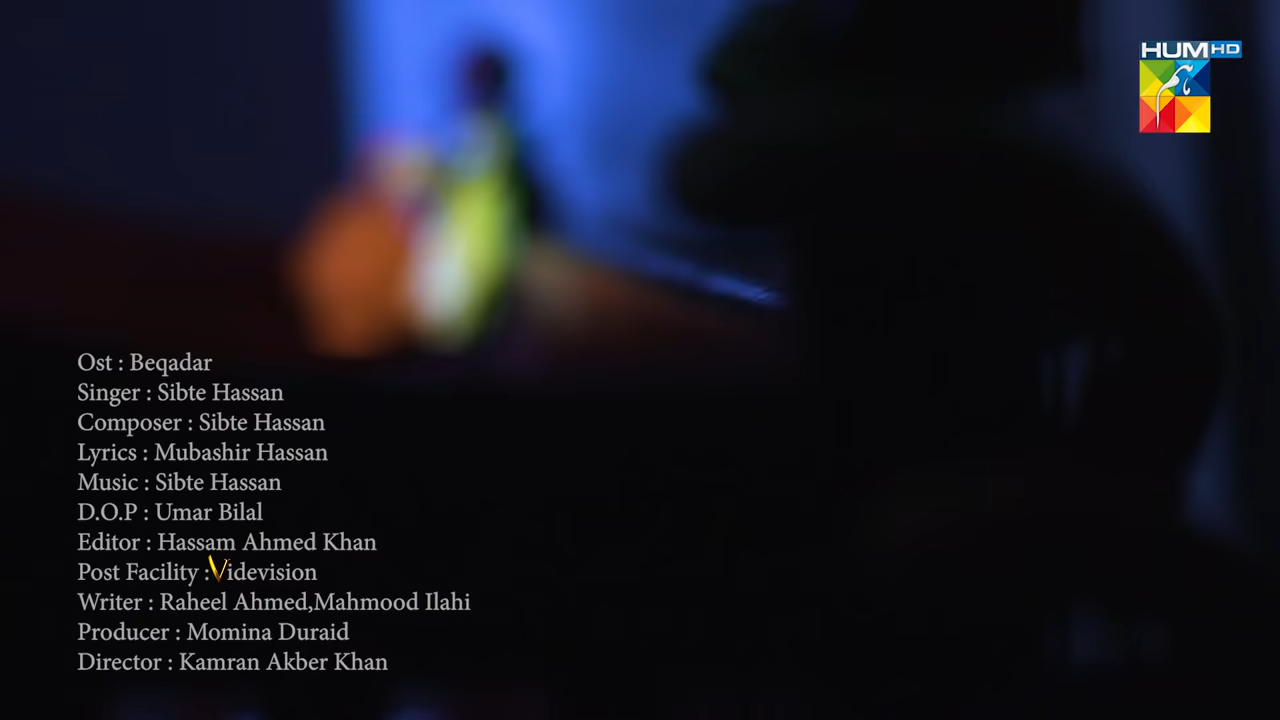 HUM HD
Ost : Beqadar
Singer : Sibte Hassan
Composer : Sibte Hassan
Lyrics : Mubashir Hassan
Music : Sibte Hassan
D.O.P : Umar Bilal
Editor : Hassam Ahmed Khan
Post Facility :Videvision
Writer : Raheel Ahmed,Mahmood Ilahi
Producer : Momina Duraid
Director : Kamran Akber Khan